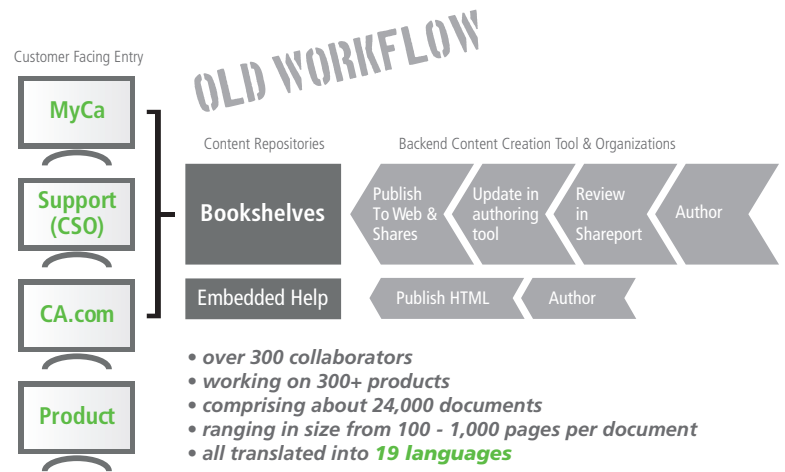 OLD WORKFLOW
Customer Facing Entry
MyCa
Support
(CSO)
CA.com
Product
Content Repositories
Bookshelves
Embedded Help
Backend Content Creation Tool & Organizations
Publish
To Web &
Shares
Update in
authoring
tool
Review
in
Shareport
Author
Publish HTML
Author
• over 300 collaborators
• working on 300+ products
• comprising about 24,000 documents
• ranging in size from 100 - 1,000 pages per document
• all translated into 19 languages